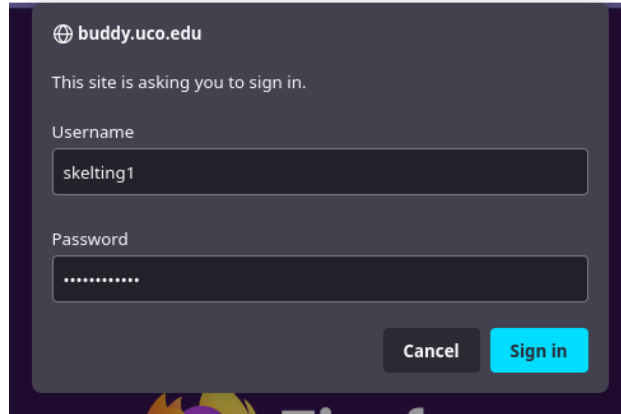 buddy.uco.edu
This site is asking you to sign in.
Username
skelting1
Password
••••••••••••
Cancel
Sign in